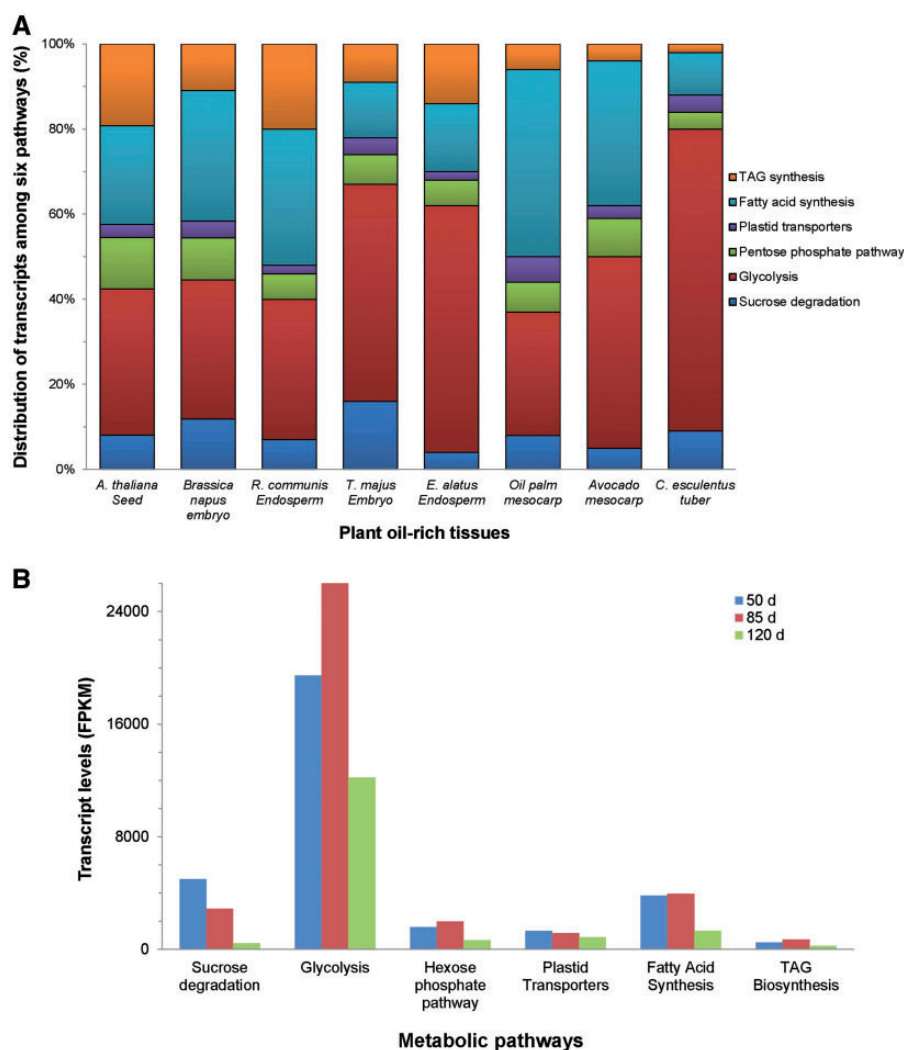 A
Distribution of transcripts among six pathways (%)
100%
80%
60%
40%
20%
0%
TAG synthesis
Fatty acid synthesis
Plastid transporters
Pentose phosphate pathway
Glycolysis
Sucrose degradation
A. thaliana
Seed
Brassica
napus
embryo
R. communis
Endosperm
T. majus
Embryo
E. alatus
Endosperm
Oil palm
mesocarp
Avocado
mesocarp
C. esculentus
tuber
Plant oil-rich tissues
B
Transcript levels (FPKM)
24000
16000
8000
0
50 d
85 d
120 d
Sucrose
degradation
Glycolysis
Hexose
phosphate
pathway
Plastid
Transporters
Fatty Acid
Synthesis
TAG
Biosynthesis
Metabolic pathways